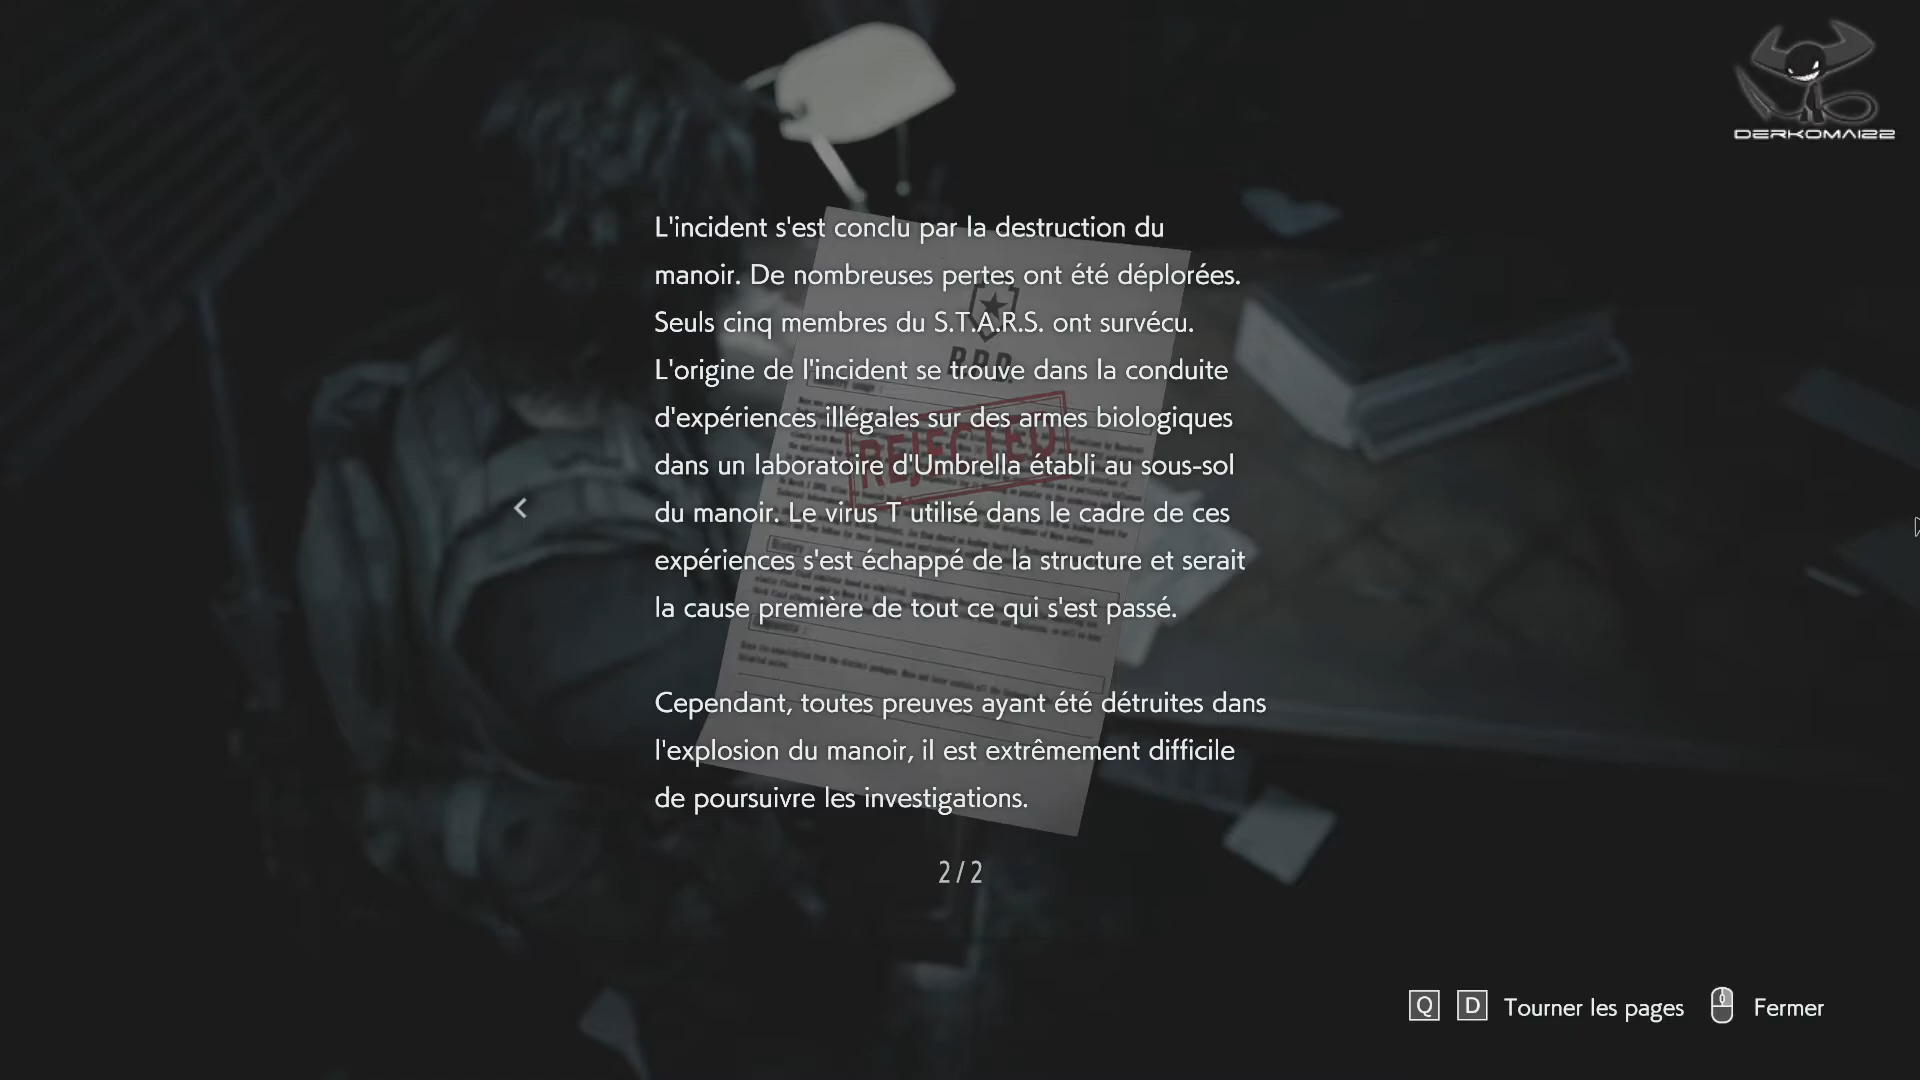 DERKOMAI22
L'incident s'est conclu par la destruction du
manoir. De nombreuses pertes ont été déplorées.
Seuls cinq membres du S.T.A.R.S. ont survécu.
L'origine de l'incident se trouve dans la conduite
d'expériences illégales sur des armes biologiques
dans un laboratoire d'Umbrella établi au sous-sol
du manoir. Le virus T utilisé dans le cadre de ces
expériences s'est échappé de la structure et serait
la cause première de tout ce qui s'est passé.
Cependant, toutes preuves ayant été détruites dans
l'explosion du manoir, il est extrêmement difficile
de poursuivre les investigations.
R.P.D.
REJECTED
2 / 2
Q D Tourner les pages Fermer